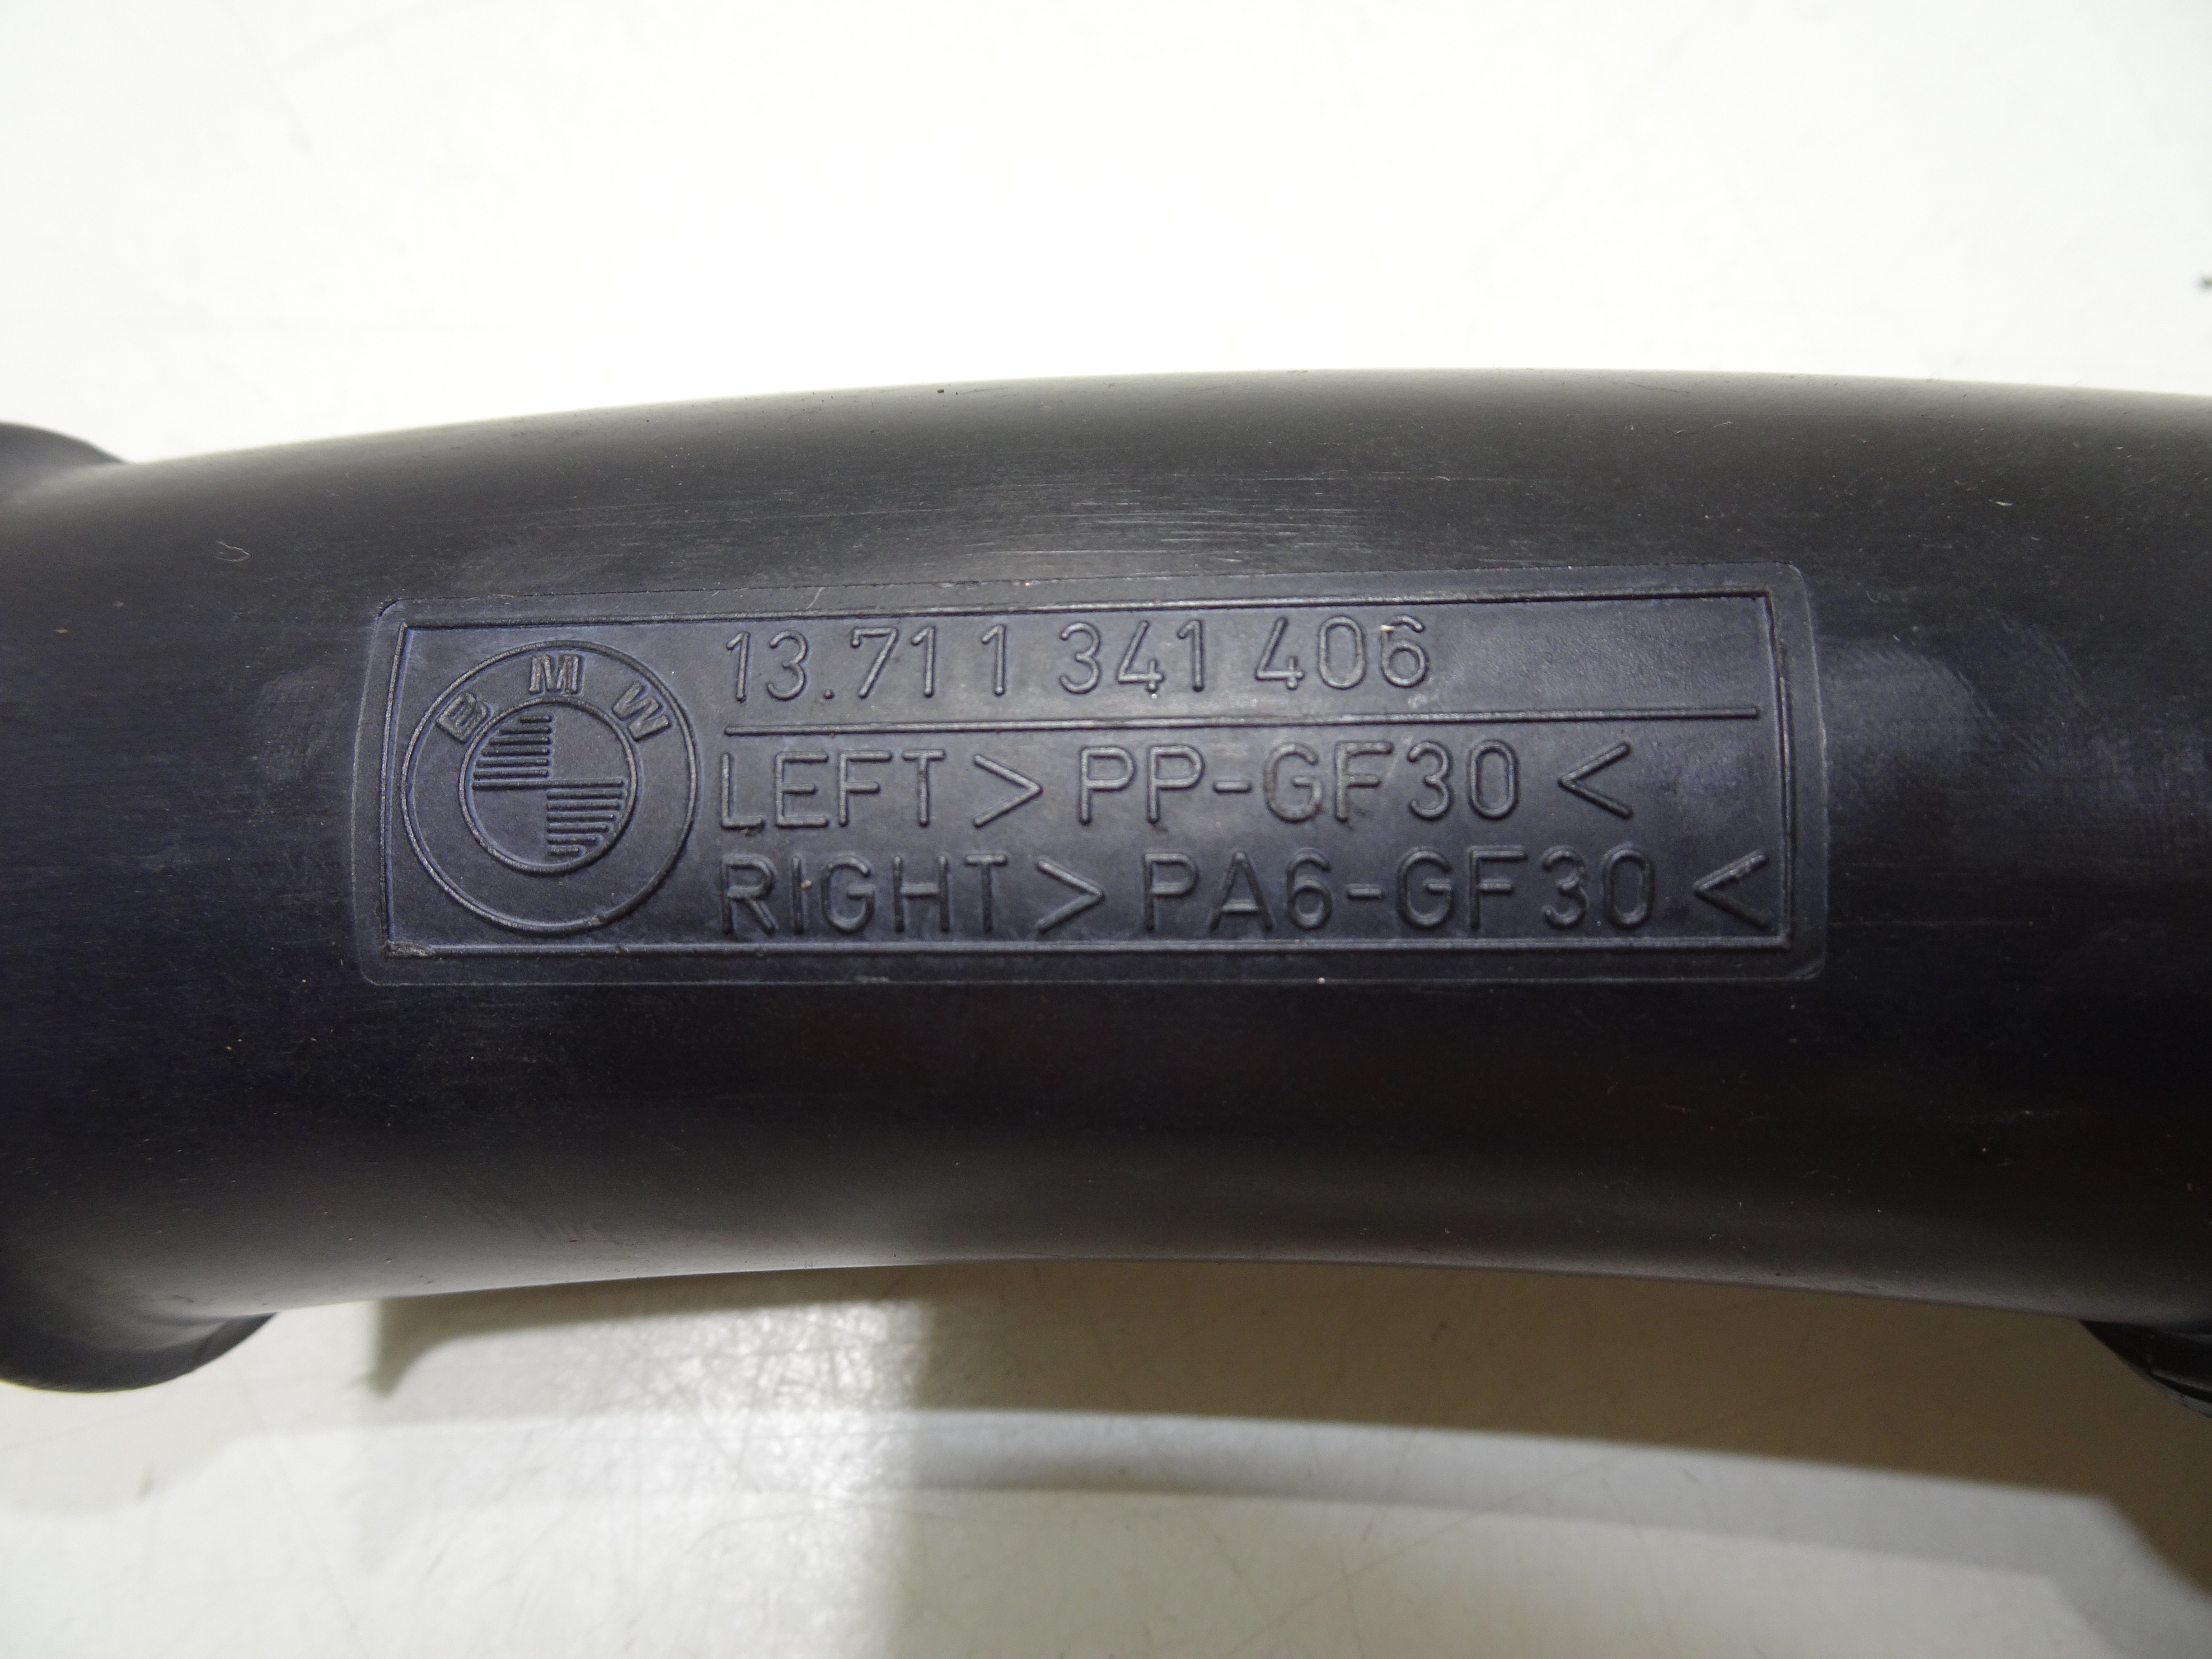 BMW
13.71 1 341 406
LEFT > PP-GF30 <
RIGHT > PA6-GF30 <